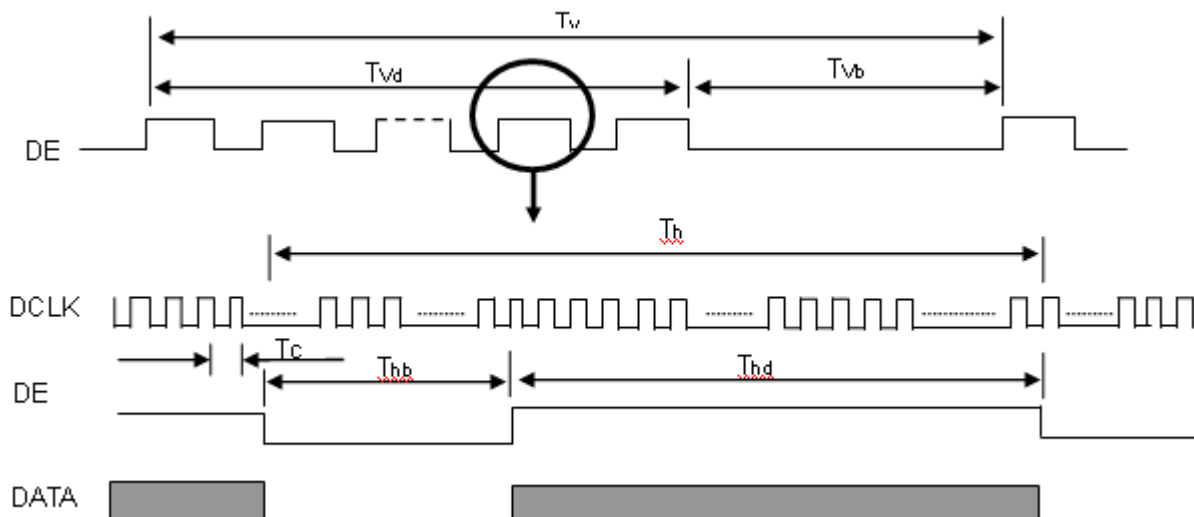 Tv
Tvd
Tvb
DE
Th
DCLK
Tc
Thb
Thd
DE
DATA